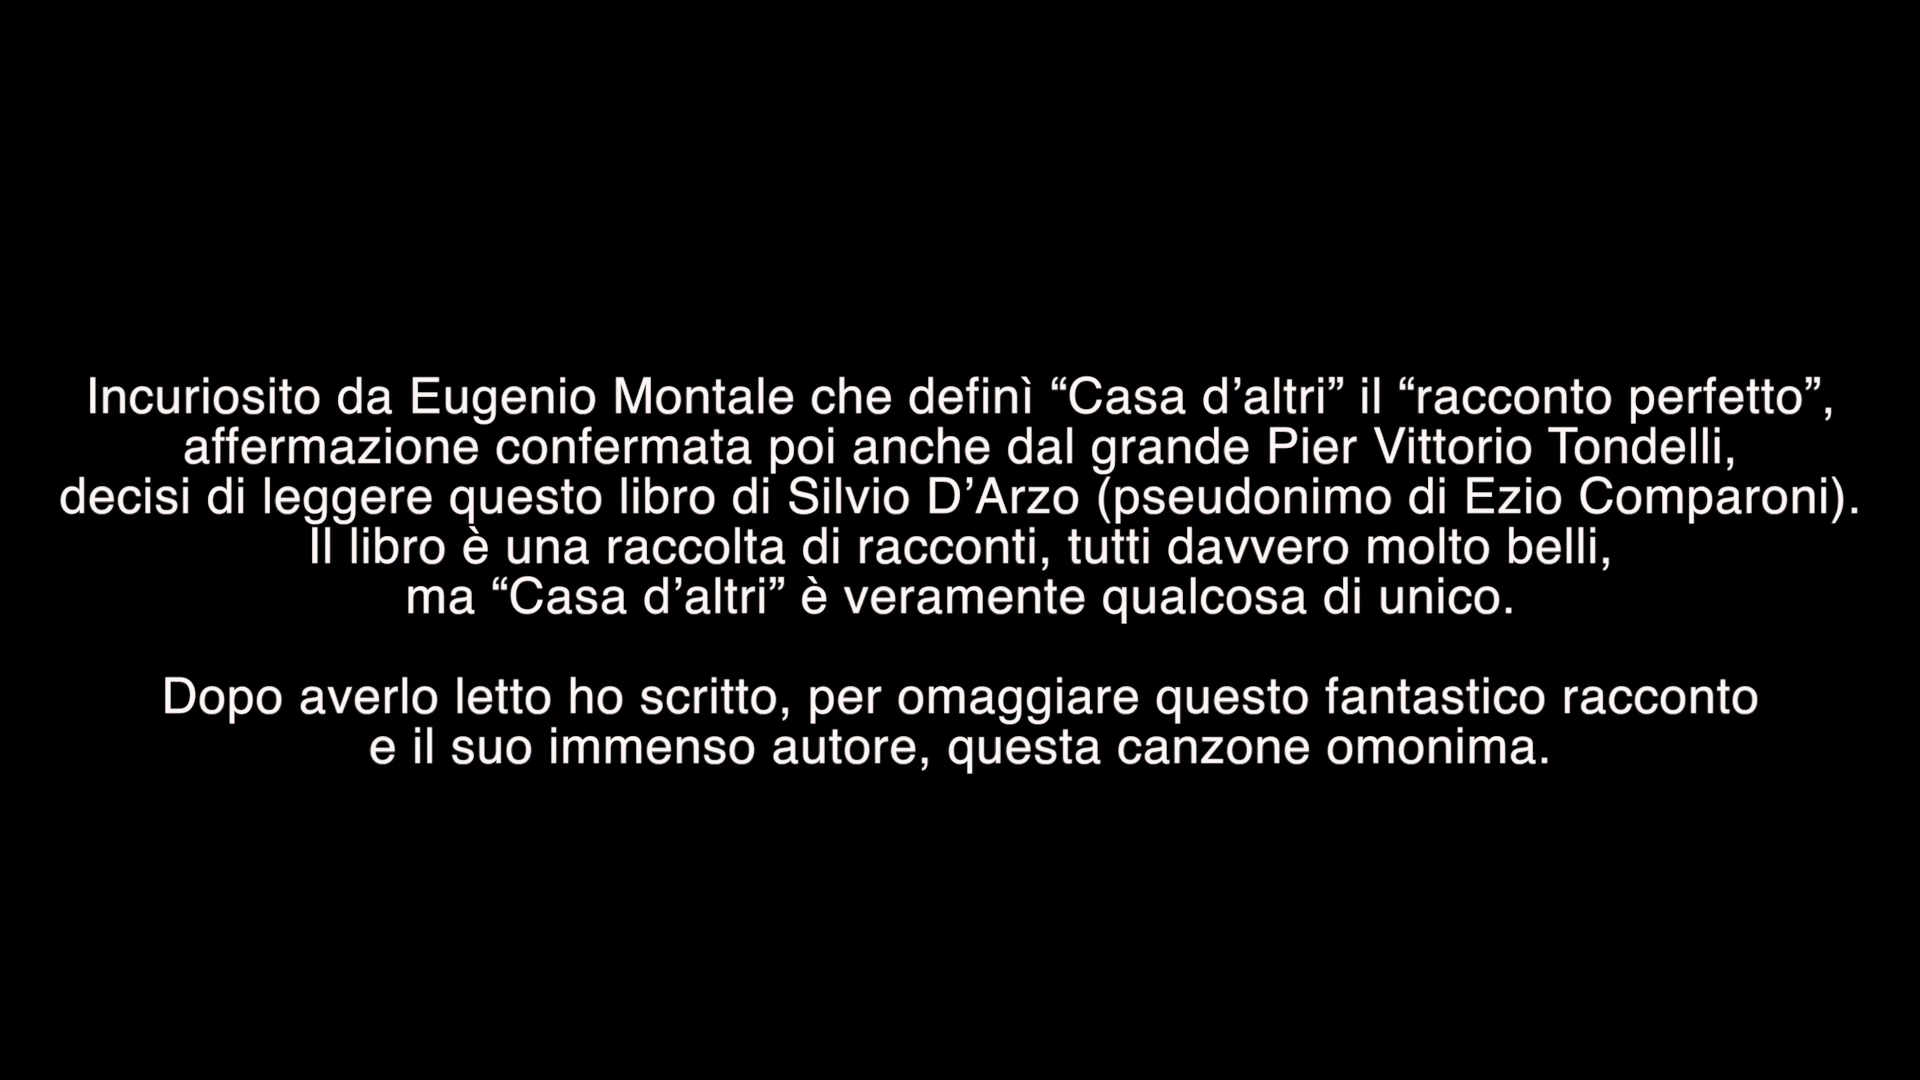 Incuriosito da Eugenio Montale che definì “Casa d’altri” il “racconto perfetto”,
affermazione confermata poi anche dal grande Pier Vittorio Tondelli,
decisi di leggere questo libro di Silvio D’Arzo (pseudonimo di Ezio Comparoni).
Il libro è una raccolta di racconti, tutti davvero molto belli,
ma “Casa d’altri” è veramente qualcosa di unico.
Dopo averlo letto ho scritto, per omaggiare questo fantastico racconto
e il suo immenso autore, questa canzone omonima.